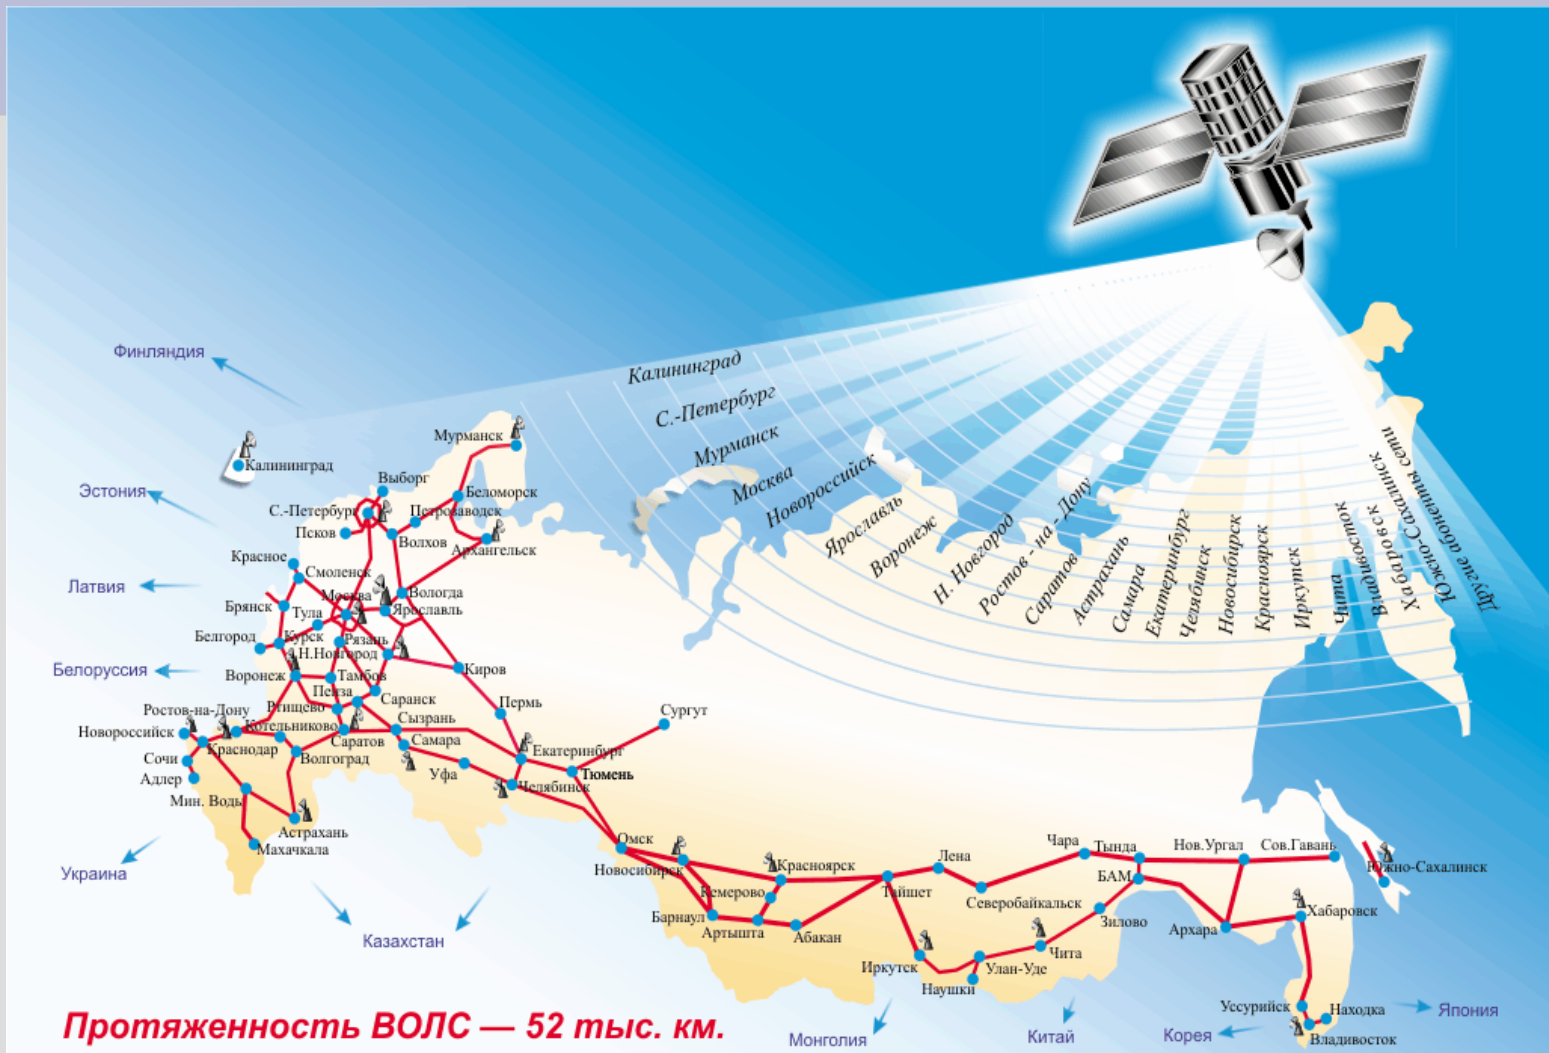 Финляндия
Калининград
С.-Петербург
Мурманск
Москва
Новороссийск
Ярославль
Воронеж
Н. Новгород
Ростов - на - Дону
Саратов
Астрахань
Самара
Екатеринбург
Челябинск
Новосибирск
Красноярск
Иркутск
Чита
Владивосток
Хабаровск
Южно-Сахалинск
Другие абоненты сети
Мурманск
Калининград
Эстония
Выборг
Беломорск
С.-Петербург
Петрозаводск
Псков
Волхов
Архангельск
Красное
Смоленск
Латвия
Москва
Вологда
Брянск
Тула
Ярославль
Белгород
Курск
Рязань
Н.Новгород
Белоруссия
Воронеж
Тамбов
Киров
Пенза
Саранск
Ростов-на-Дону
Ртищево
Пермь
Сургут
Новороссийск
Котельниково
Сызрань
Краснодар
Саратов
Самара
Екатеринбург
Сочи
Волгоград
Адлер
Уфа
Тюмень
Челябинск
Мин. Воды
Астрахань
Махачкала
Украина
Казахстан
Омск
Новосибирск
Красноярск
Кемерово
Барнаул
Артышта
Абакан
Тайшет
Лена
Северобайкальск
Чара
Тында
БАМ
Нов.Ургал
Сов.Гавань
Южно-Сахалинск
Зилово
Архара
Хабаровск
Иркутск
Улан-Уде
Чита
Наушки
Уссурийск
Находка
Владивосток
Япония
Корея
Китай
Монголия
Протяженность ВОЛС — 52 тыс. км.